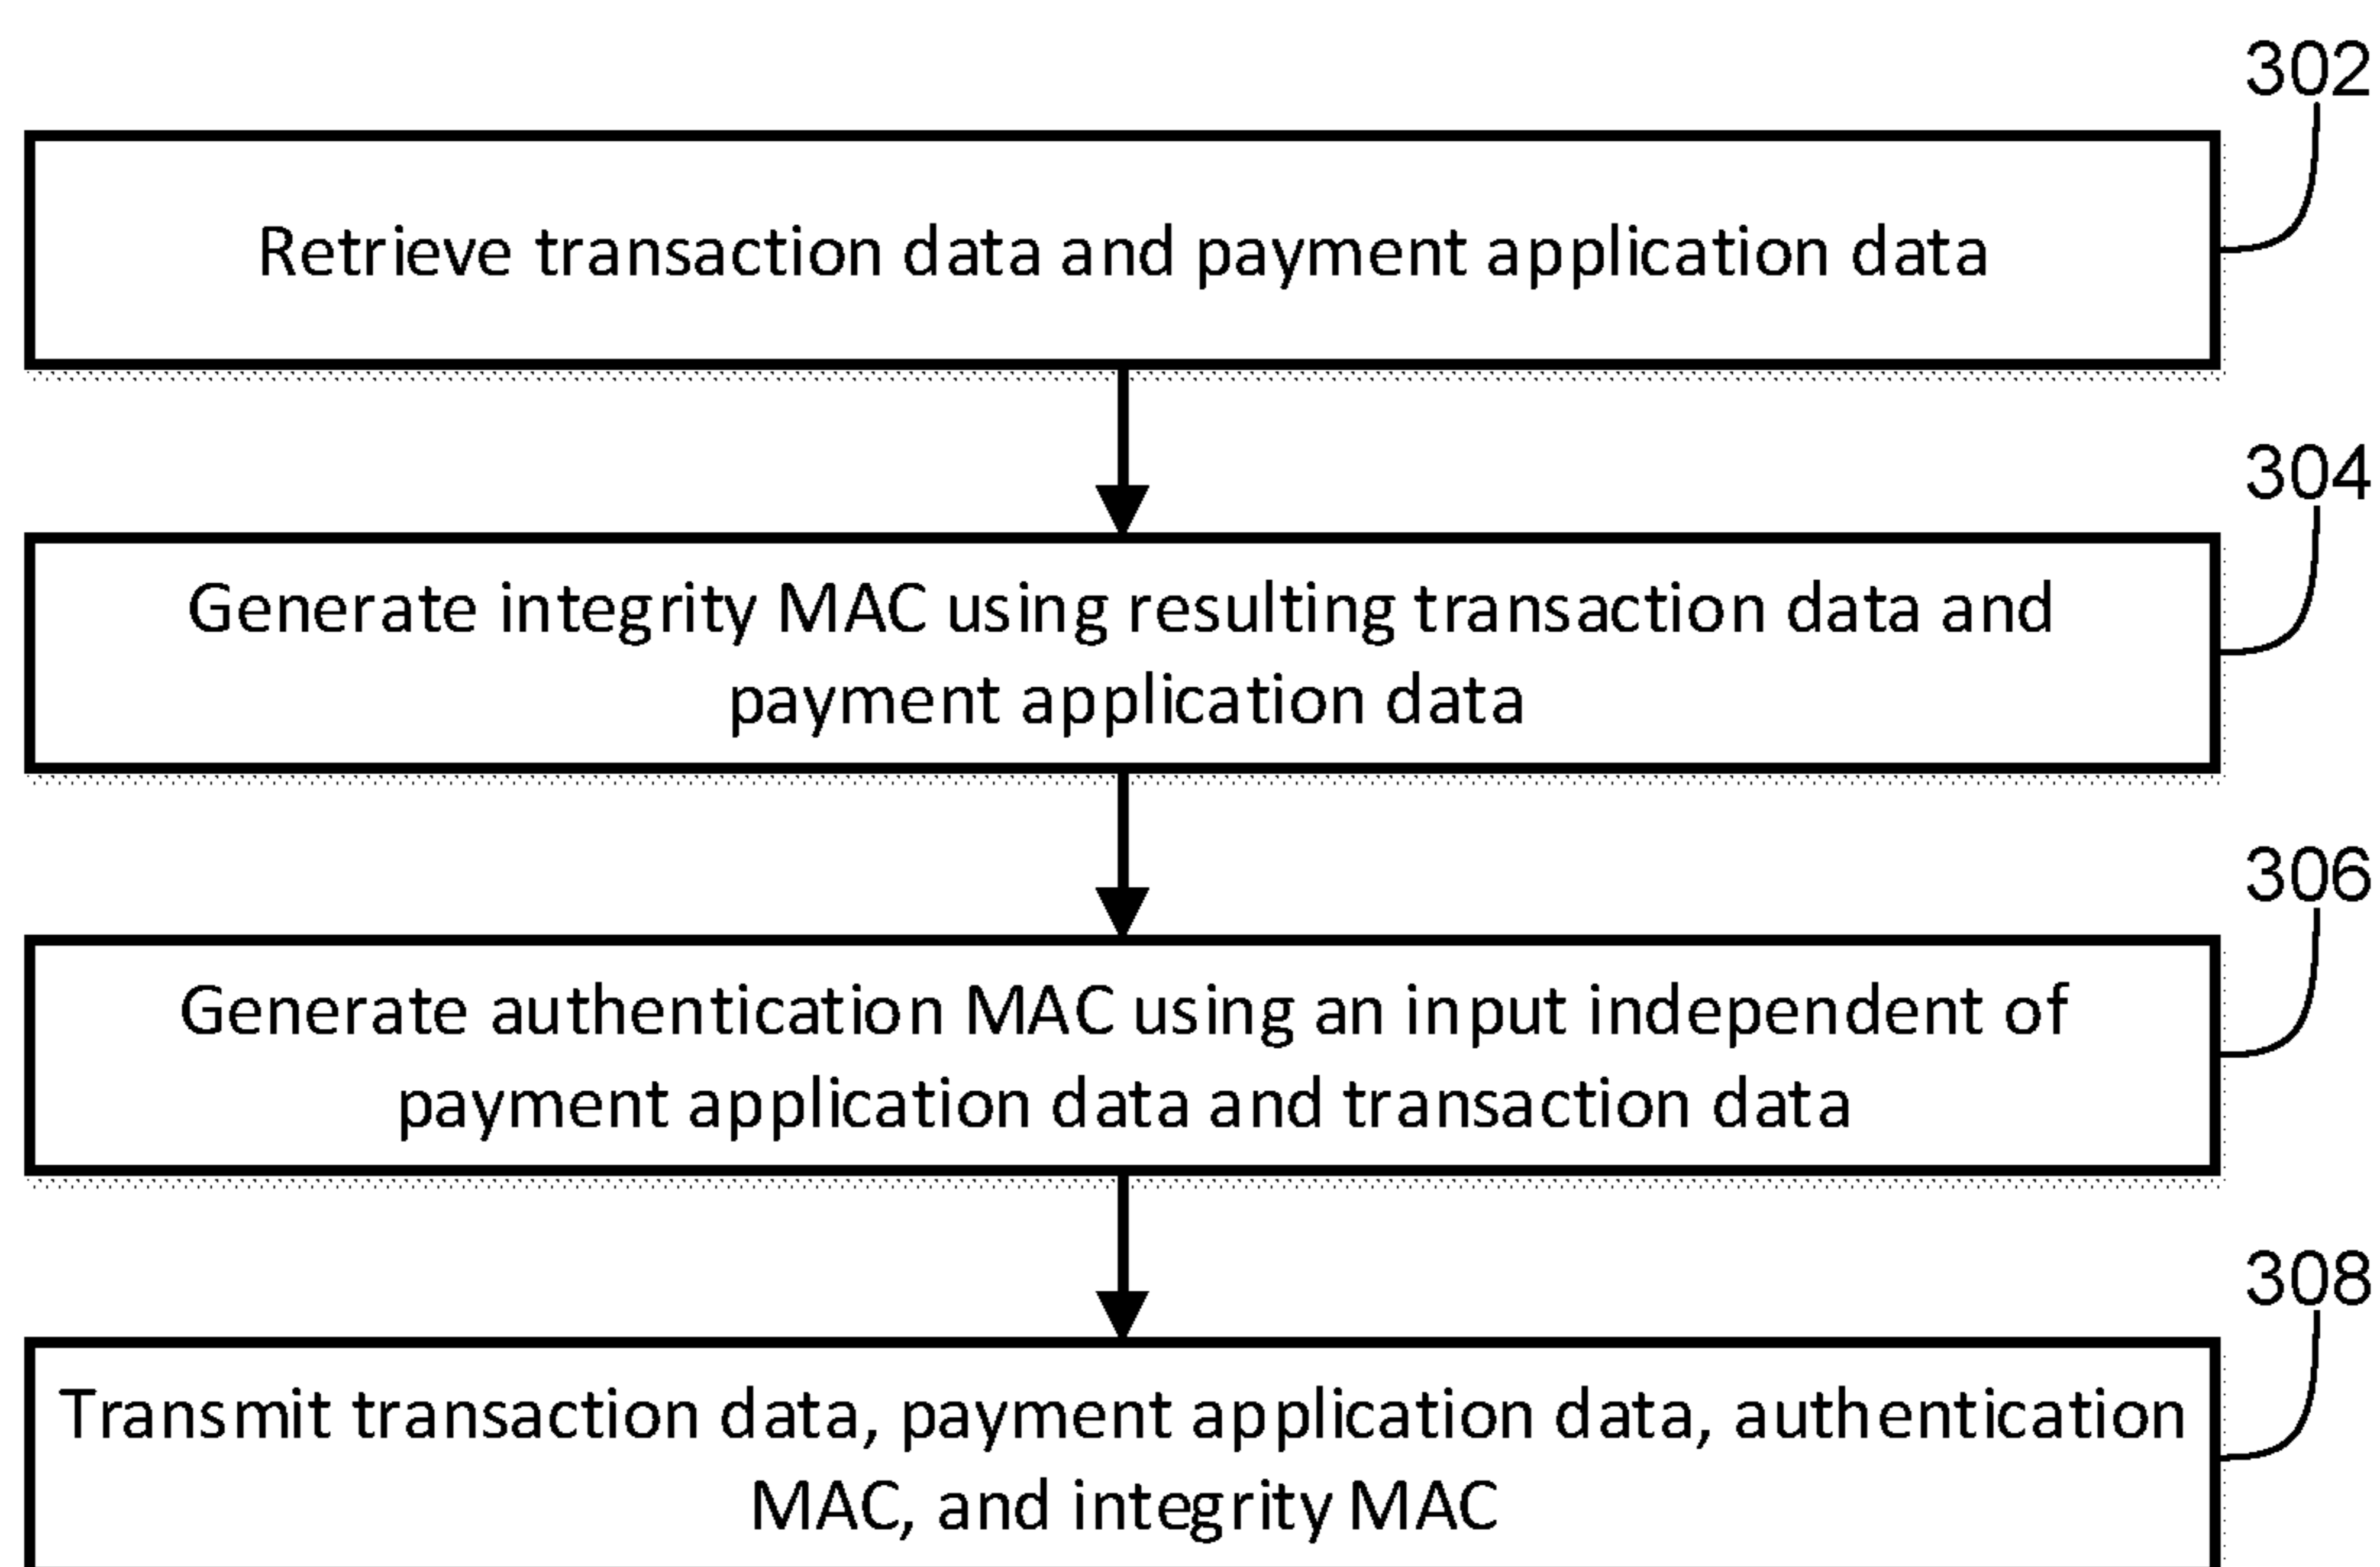 302
Retrieve transaction data and payment application data
304
Generate integrity MAC using resulting transaction data and
payment application data
306
Generate authentication MAC using an input independent of
payment application data and transaction data
308
Transmit transaction data, payment application data, authentication
MAC, and integrity MAC